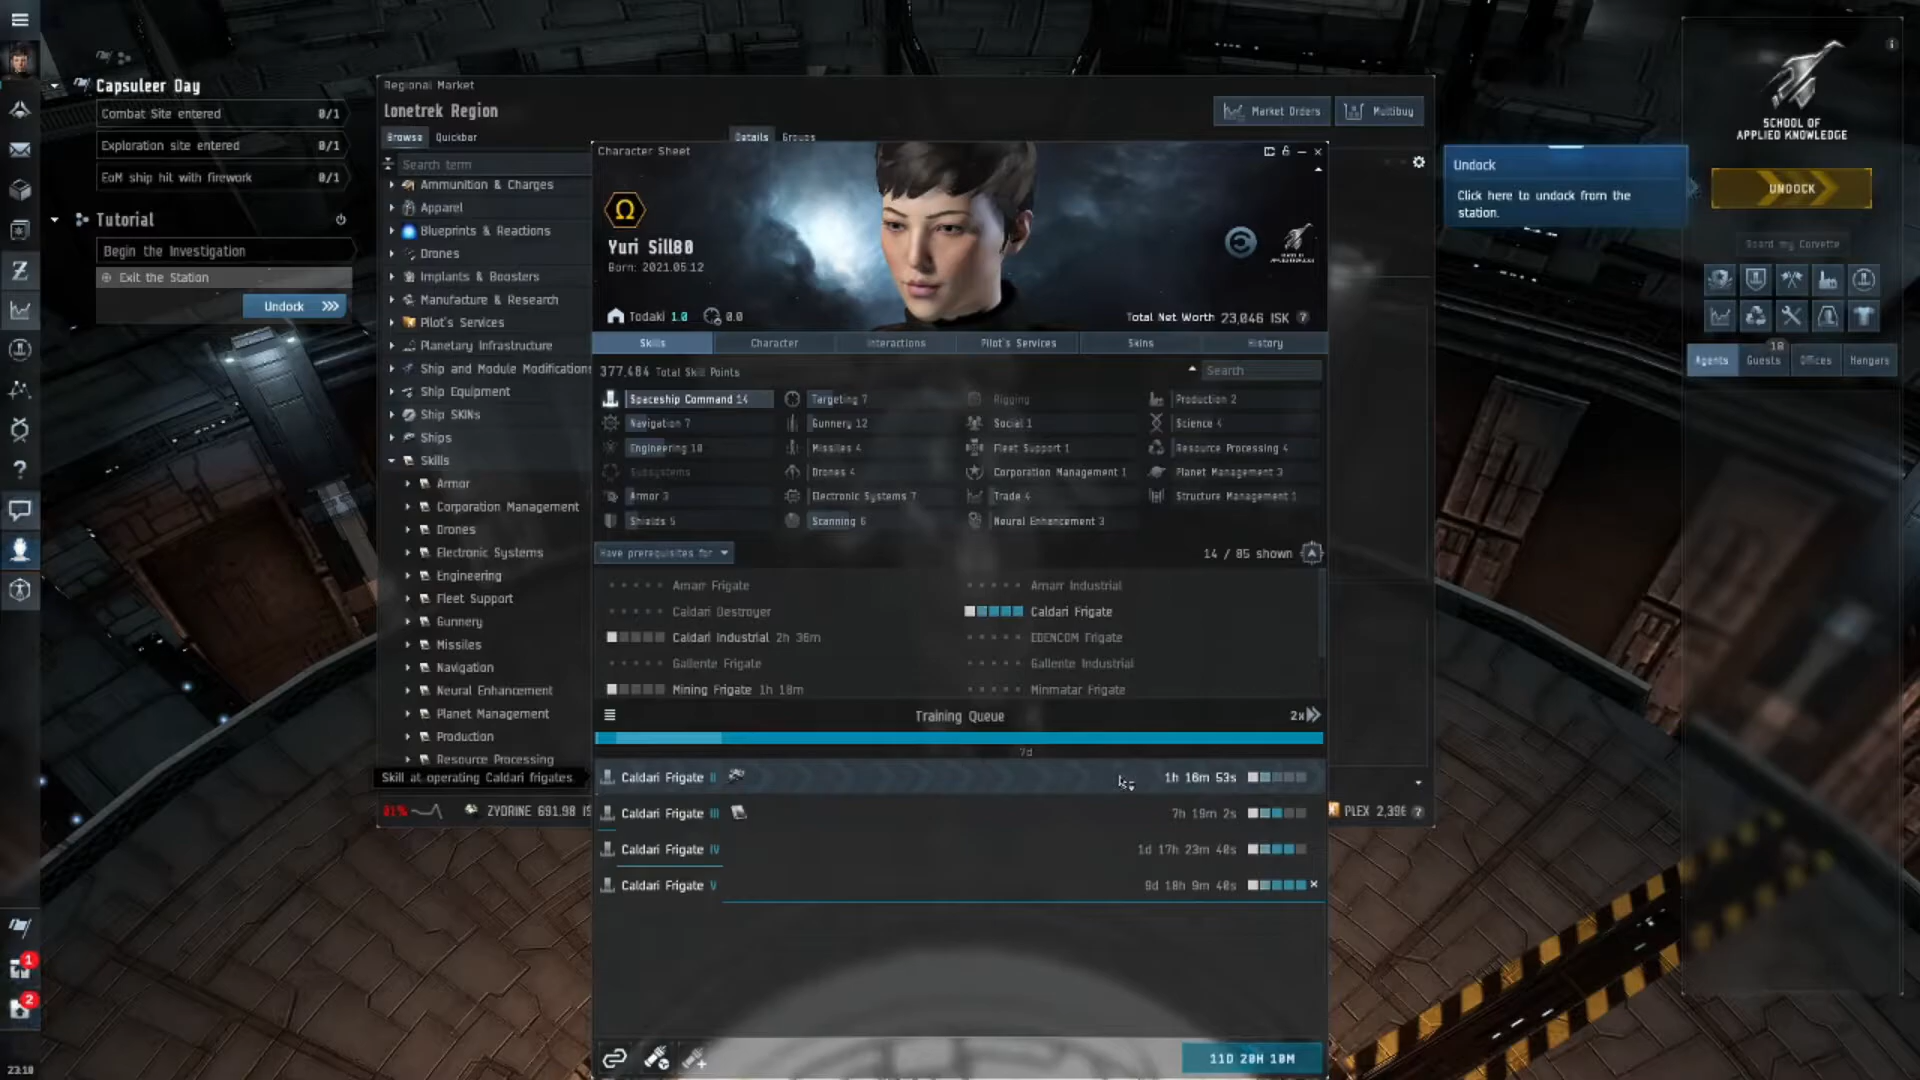 Capsuleer Day
Combat Site entered 0/1
Exploration site entered 0/1
EoM ship hit with firework 0/1
Tutorial
Begin the Investigation
Exit the Station
Undock
Regional Market
Lonetrek Region
Market Orders
Multibuy
Browse
Quickbar
Details
Groups
Search term
Ammunition & Charges
Apparel
Blueprints & Reactions
Drones
Implants & Boosters
Manufacture & Research
Pilot's Services
Planetary Infrastructure
Ship and Module Modifications
Ship Equipment
Ship SKINs
Ships
Skills
Armor
Corporation Management
Drones
Electronic Systems
Engineering
Fleet Support
Gunnery
Missiles
Navigation
Neural Enhancement
Planet Management
Production
Resource Processing
Skill at operating Caldari frigates.
ZYDRINE 691.98
PLEX
Character Sheet
Ω
Yuri Sill80
Born: 2021.05.12
Todaki 1.0
0.0
Total Net Worth 23,046 ISK
Skills
Character
Interactions
Pilot's Services
Skins
History
377,484 Total Skill Points
Search
Spaceship Command 14
Targeting 7
Rigging
Production 2
Navigation 7
Gunnery 12
Social 1
Science 4
Engineering 10
Missiles 4
Fleet Support 1
Resource Processing 4
Subsystems
Drones 4
Corporation Management 1
Planet Management 3
Armor 3
Electronic Systems 7
Trade 4
Structure Management 1
Shields 5
Scanning 6
Neural Enhancement 3
Have prerequisites for
14 / 85 shown
Amarr Frigate
Amarr Industrial
Caldari Destroyer
Caldari Frigate
Caldari Industrial 2h 36m
EDENCOM Frigate
Gallente Frigate
Gallente Industrial
Mining Frigate 1h 18m
Minmatar Frigate
Training Queue
2x
7d
Caldari Frigate II 1h 16m 53s
Caldari Frigate III 7h 19m 2s
Caldari Frigate IV 1d 17h 23m 40s
Caldari Frigate V 9d 18h 9m 40s
11D 20H 10M
Undock
Click here to undock from the
station.
SCHOOL OF
APPLIED KNOWLEDGE
UNDOCK
Board my Corvette
18
Agents
Guests
Offices
Hangars
1
2
23:10